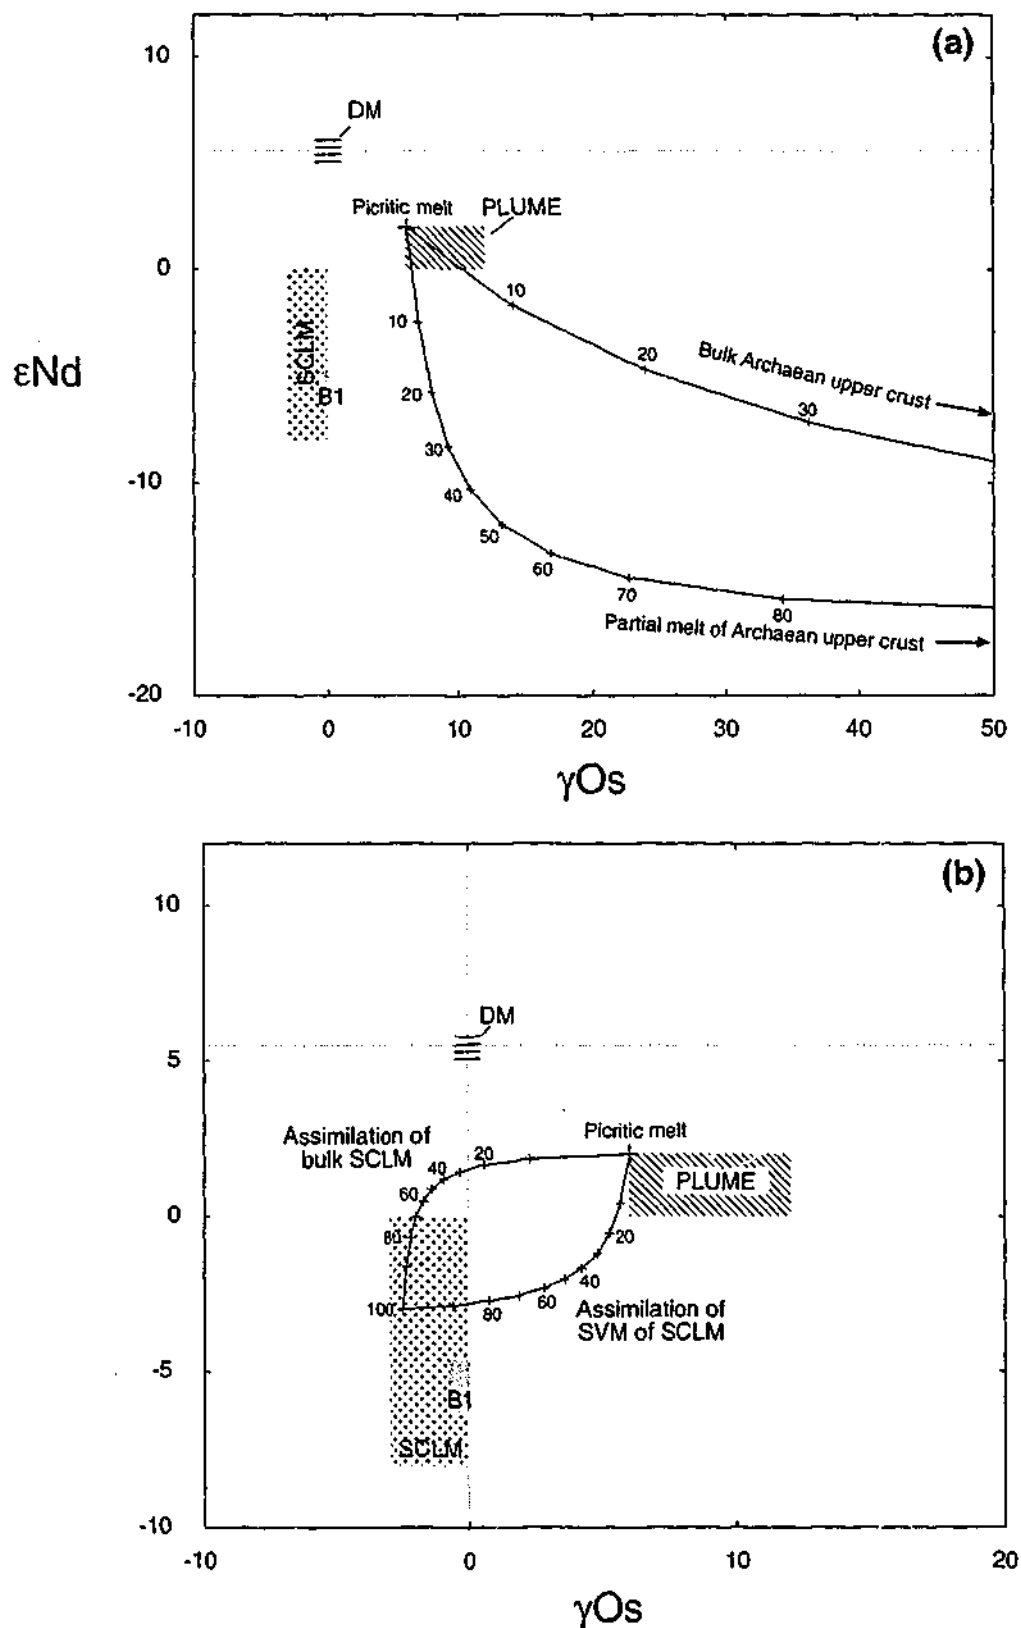 (a)
10
DM
Picritic melt
PLUME
0
10
10
20
Bulk Archaean upper crust
εNd
SCLM
B1
20
30
30
-10
40
50
60
70
80
Partial melt of Archaean upper crust
-20
-10
0
10
20
30
40
50
γOs
(b)
10
DM
5
Assimilation of
bulk SCLM
Picritic melt
20
40
60
PLUME
0
80
20
40
60
80
100
Assimilation of
SVM of SCLM
-5
B1
SCLM
-10
-10
0
10
20
γOs